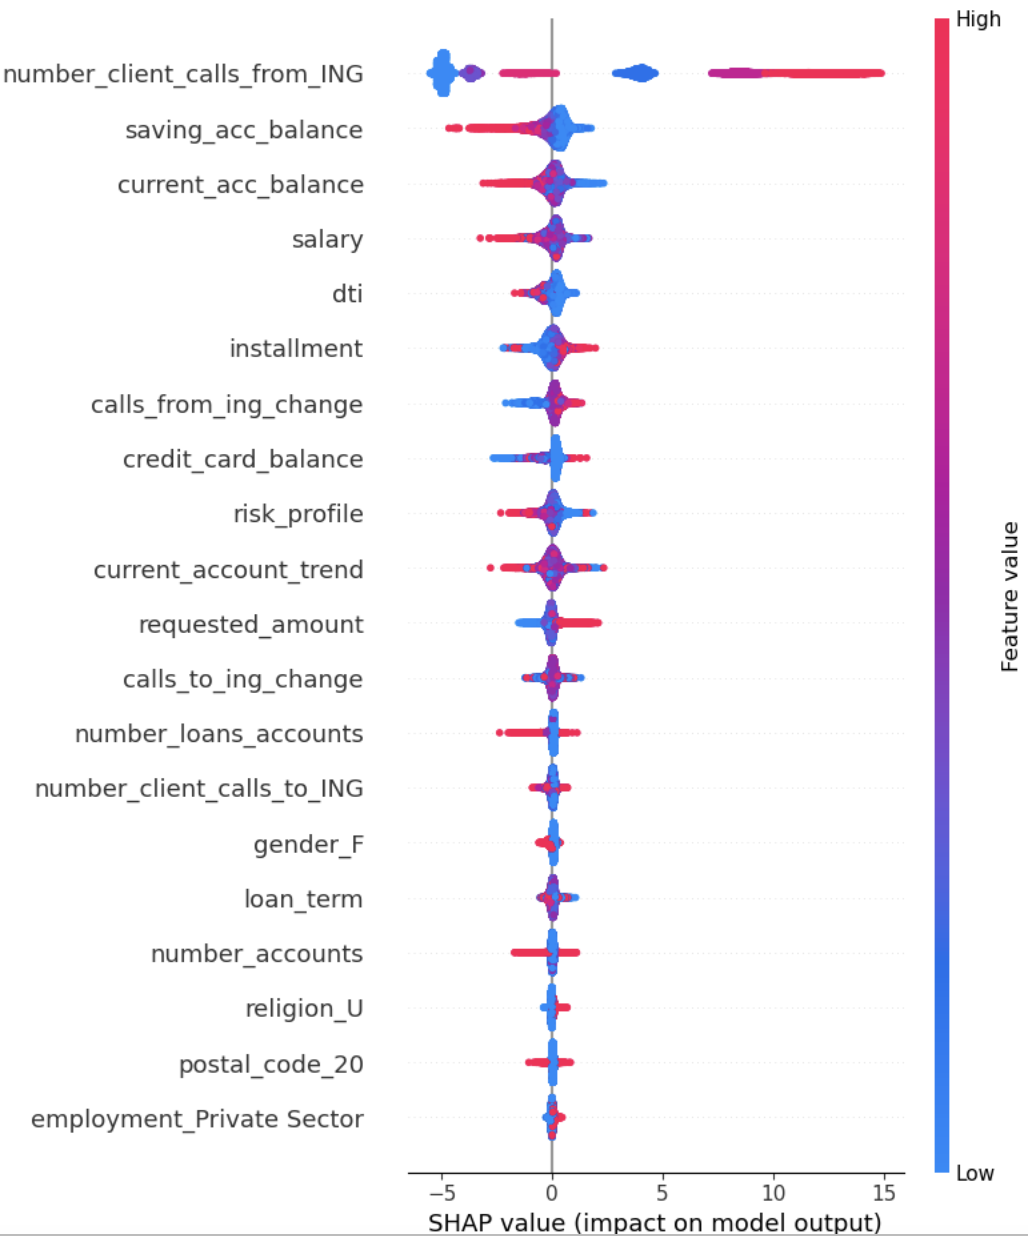 High
number_client_calls_from_ING
saving_acc_balance
current_acc_balance
salary
dti
installment
calls_from_ing_change
credit_card_balance
risk_profile
current_account_trend
requested_amount
calls_to_ing_change
number_loans_accounts
number_client_calls_to_ING
gender_F
loan_term
number_accounts
religion_U
postal_code_20
employment_Private Sector
Feature value
Low
−5 0 5 10 15
SHAP value (impact on model output)